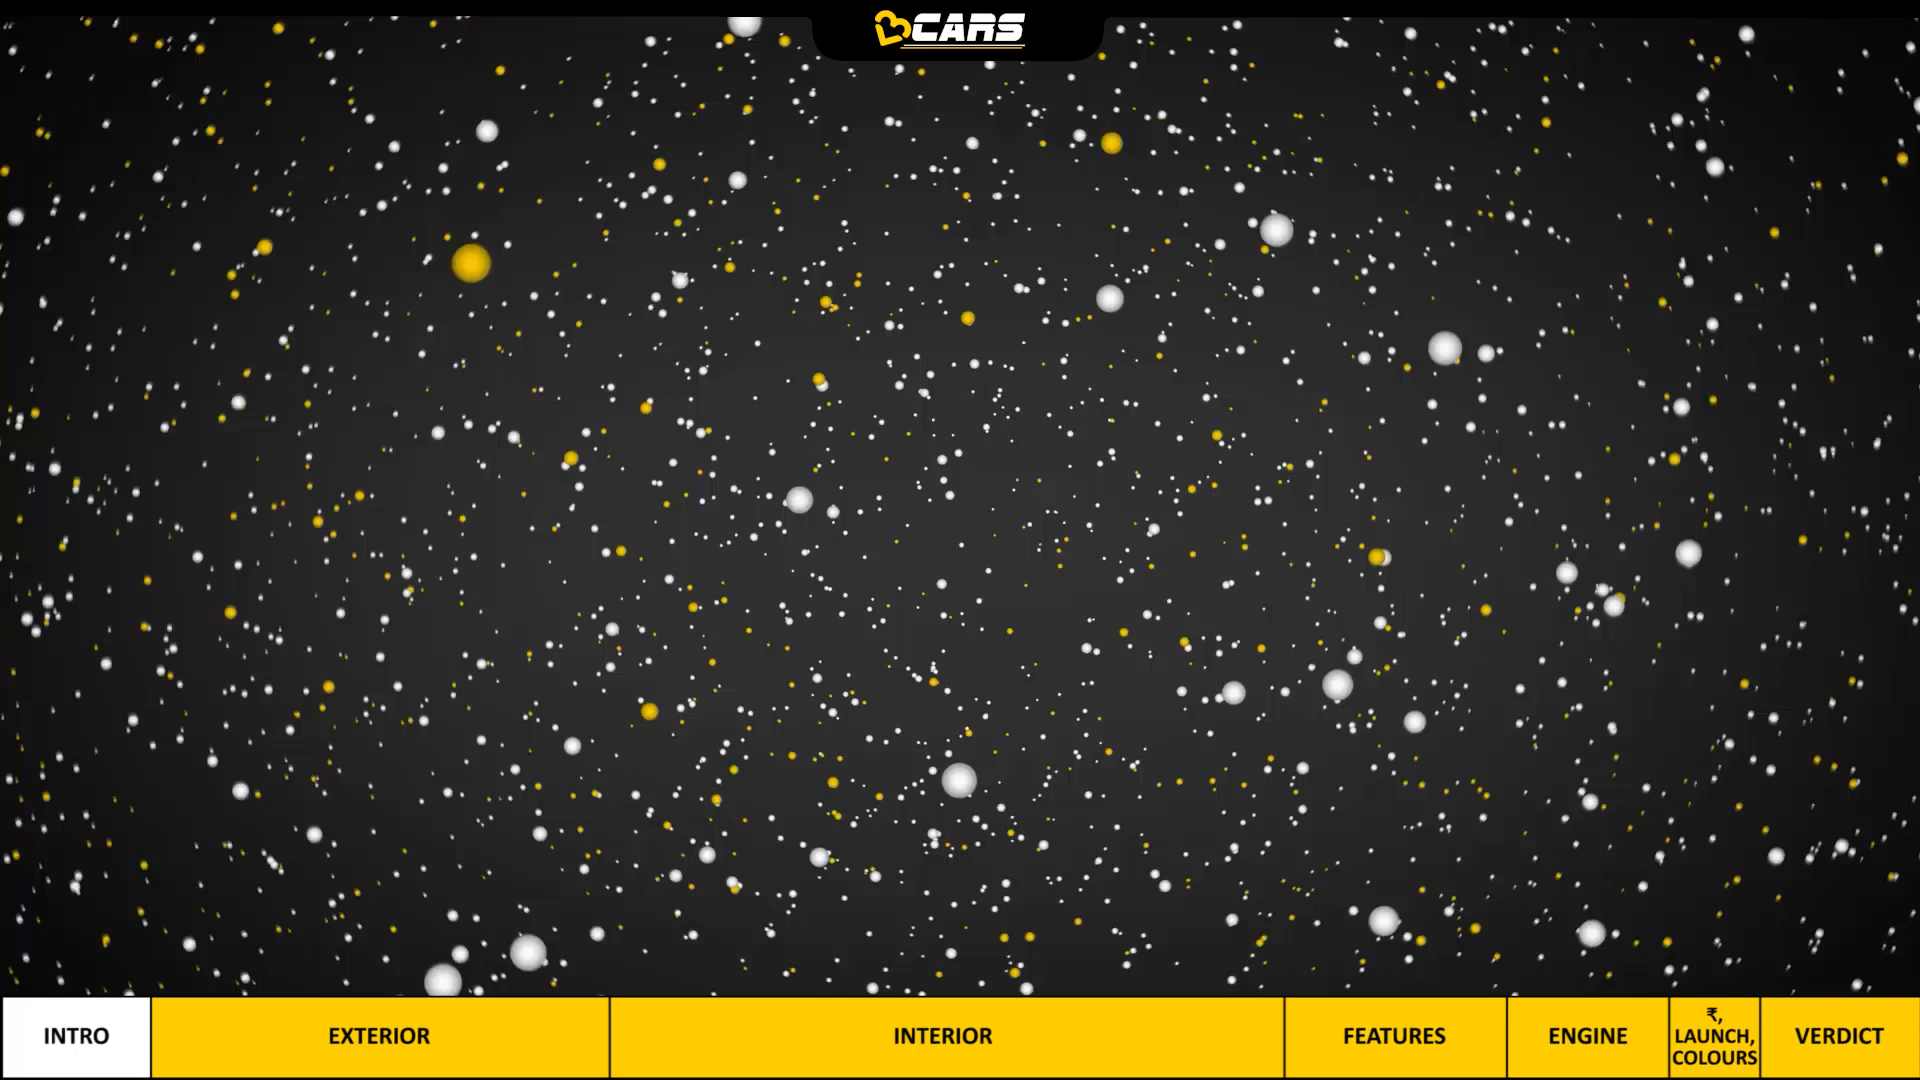 CARS
INTRO
EXTERIOR
INTERIOR
FEATURES
ENGINE
₹,
LAUNCH,
COLOURS
VERDICT